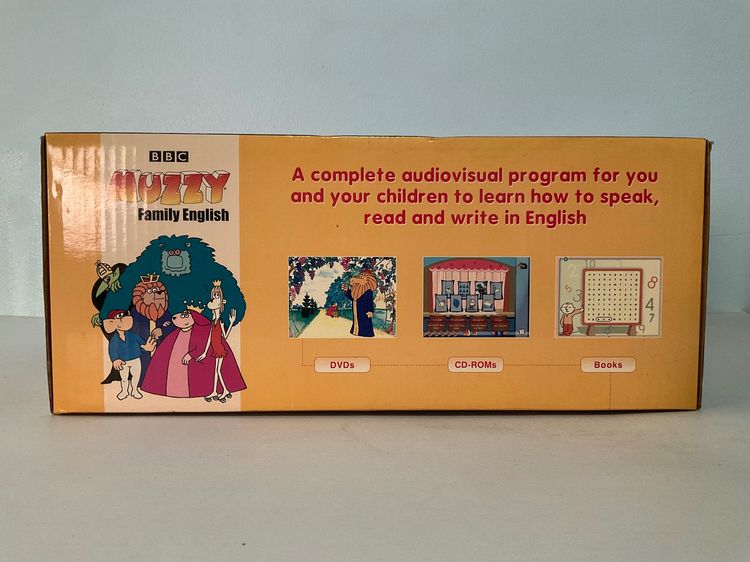 BBC
MUZZY
Family English
A complete audiovisual program for you
and your children to learn how to speak,
read and write in English
DVDs
CD-ROMs
Books